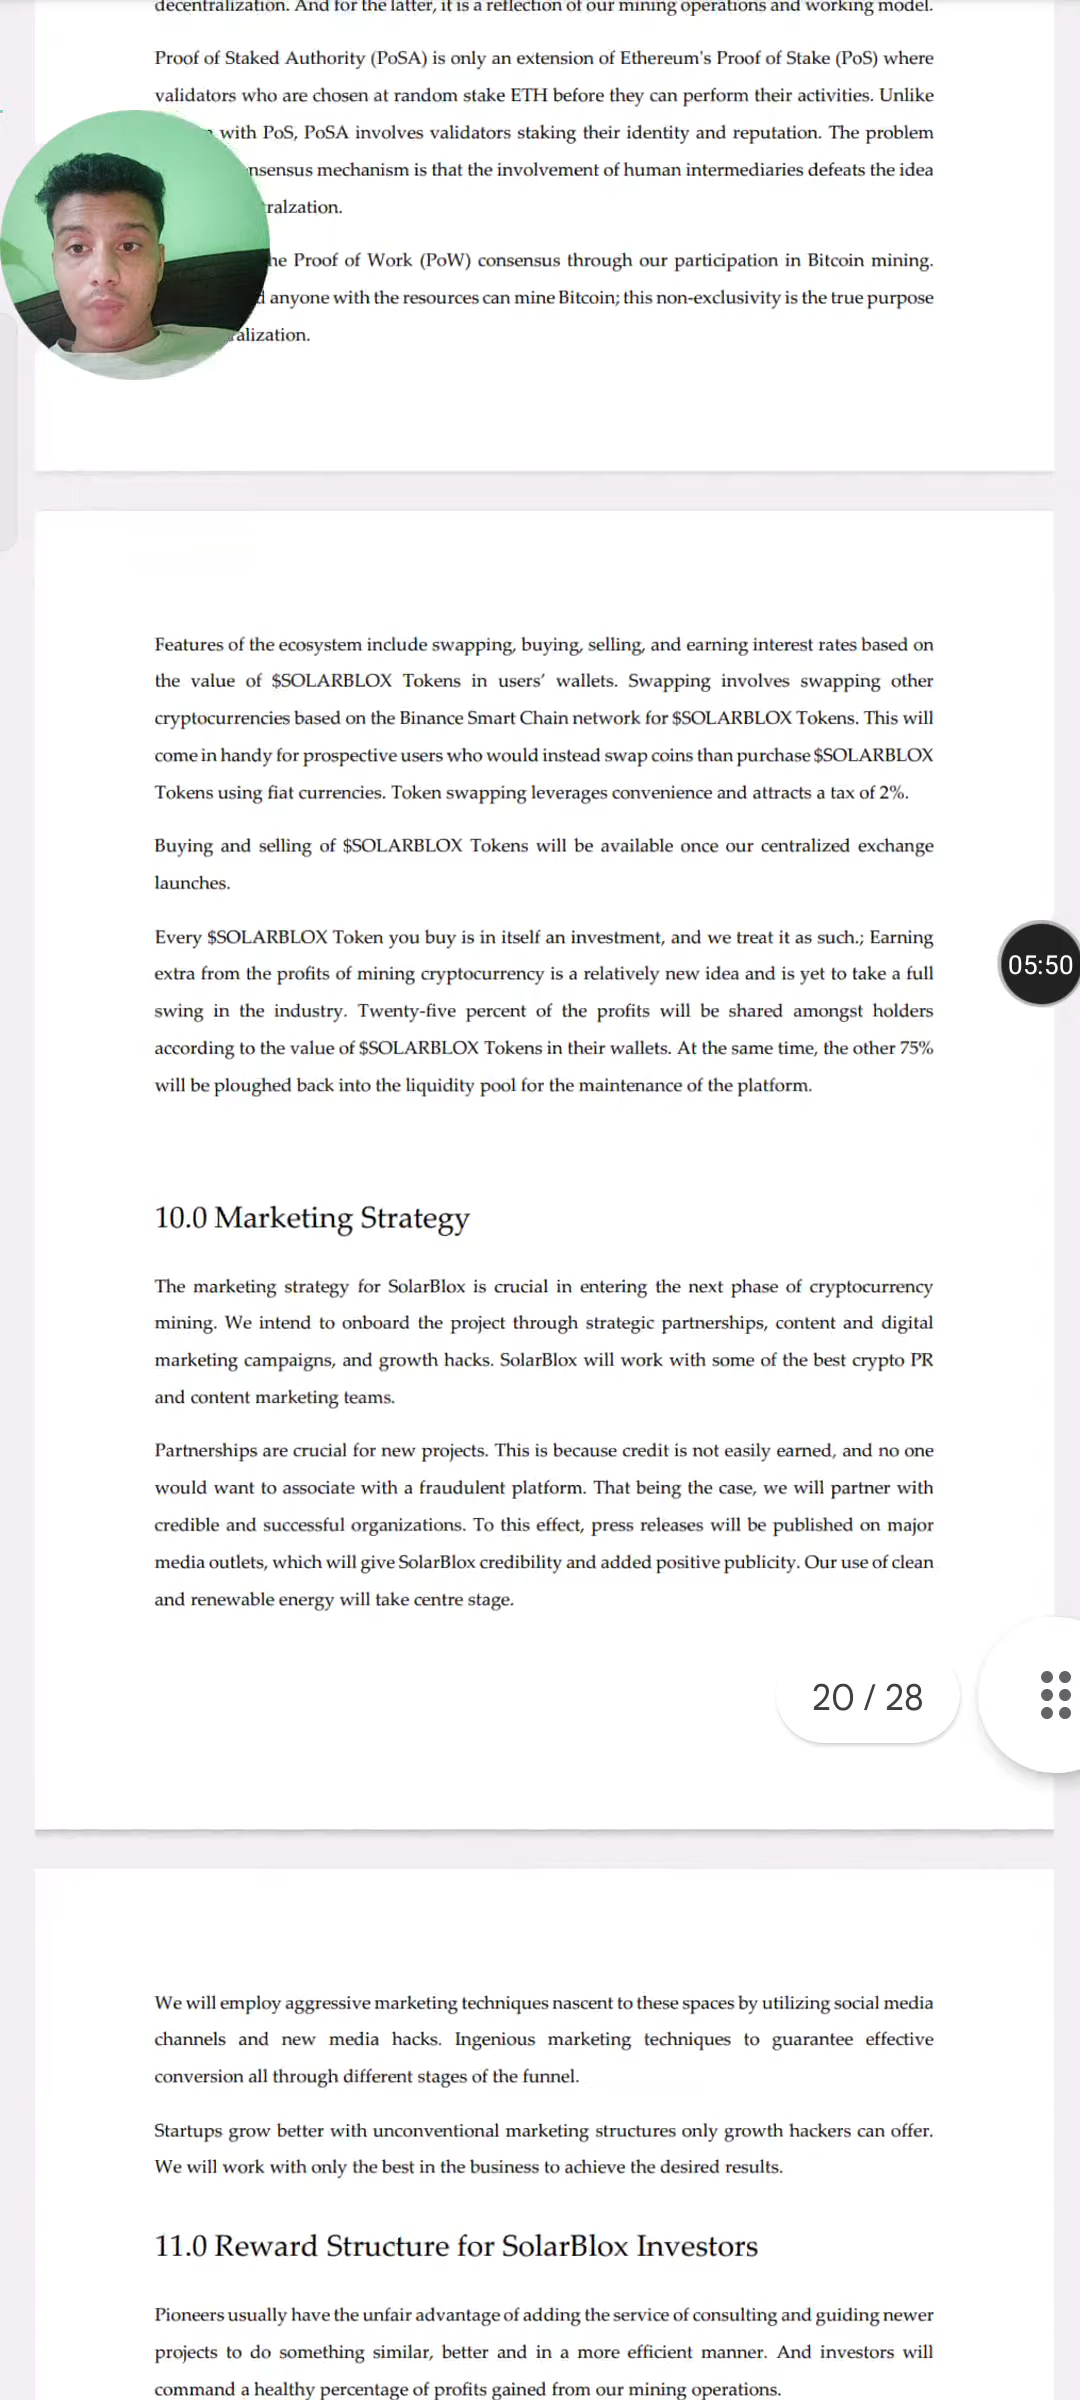 decentralization. And for the latter, it is a reflection of our mining operations and working model.
Proof of Staked Authority (PoSA) is only an extension of Ethereum's Proof of Stake (PoS) where
validators who are chosen at random stake ETH before they can perform their activities. Unlike
with PoS, PoSA involves validators staking their identity and reputation. The problem
nsensus mechanism is that the involvement of human intermediaries defeats the idea
ralzation.
he Proof of Work (PoW) consensus through our participation in Bitcoin mining.
anyone with the resources can mine Bitcoin; this non-exclusivity is the true purpose
alization.
Features of the ecosystem include swapping, buying, selling, and earning interest rates based on
the value of $SOLARBLOX Tokens in users’ wallets. Swapping involves swapping other
cryptocurrencies based on the Binance Smart Chain network for $SOLARBLOX Tokens. This will
come in handy for prospective users who would instead swap coins than purchase $SOLARBLOX
Tokens using fiat currencies. Token swapping leverages convenience and attracts a tax of 2%.
Buying and selling of $SOLARBLOX Tokens will be available once our centralized exchange
launches.
Every $SOLARBLOX Token you buy is in itself an investment, and we treat it as such.; Earning
extra from the profits of mining cryptocurrency is a relatively new idea and is yet to take a full
swing in the industry. Twenty-five percent of the profits will be shared amongst holders
according to the value of $SOLARBLOX Tokens in their wallets. At the same time, the other 75%
will be ploughed back into the liquidity pool for the maintenance of the platform.
05:50
10.0 Marketing Strategy
The marketing strategy for SolarBlox is crucial in entering the next phase of cryptocurrency
mining. We intend to onboard the project through strategic partnerships, content and digital
marketing campaigns, and growth hacks. SolarBlox will work with some of the best crypto PR
and content marketing teams.
Partnerships are crucial for new projects. This is because credit is not easily earned, and no one
would want to associate with a fraudulent platform. That being the case, we will partner with
credible and successful organizations. To this effect, press releases will be published on major
media outlets, which will give SolarBlox credibility and added positive publicity. Our use of clean
and renewable energy will take centre stage.
20 / 28
We will employ aggressive marketing techniques nascent to these spaces by utilizing social media
channels and new media hacks. Ingenious marketing techniques to guarantee effective
conversion all through different stages of the funnel.
Startups grow better with unconventional marketing structures only growth hackers can offer.
We will work with only the best in the business to achieve the desired results.
11.0 Reward Structure for SolarBlox Investors
Pioneers usually have the unfair advantage of adding the service of consulting and guiding newer
projects to do something similar, better and in a more efficient manner. And investors will
command a healthy percentage of profits gained from our mining operations.